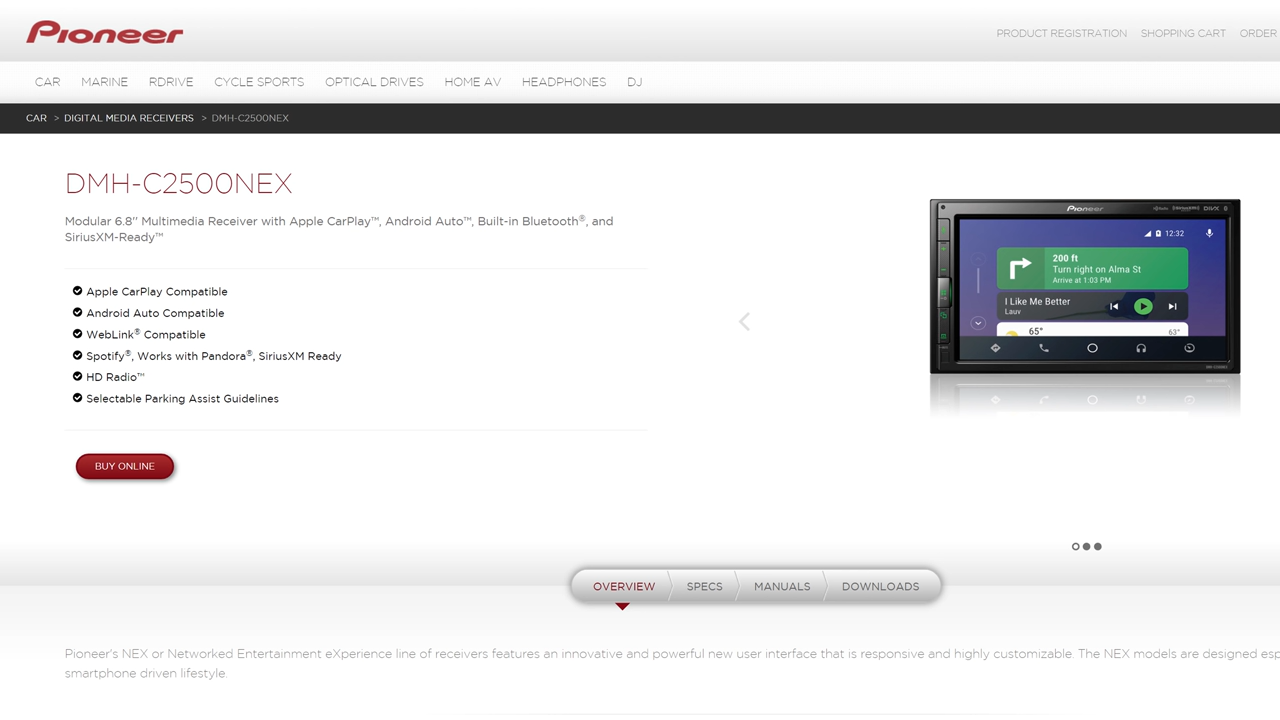 Pioneer
PRODUCT REGISTRATION SHOPPING CART ORDER
CAR MARINE RDRIVE CYCLE SPORTS OPTICAL DRIVES HOME AV HEADPHONES DJ
CAR > DIGITAL MEDIA RECEIVERS > DMH-C2500NEX
DMH-C2500NEX
Modular 6.8'' Multimedia Receiver with Apple CarPlay™, Android Auto™, Built-in Bluetooth®, and
SiriusXM-Ready™
Apple CarPlay Compatible
Android Auto Compatible
WebLink® Compatible
Spotify®, Works with Pandora®, SiriusXM Ready
HD Radio™
Selectable Parking Assist Guidelines
BUY ONLINE
Pioneer
12:32
200 ft
Turn right on Alma St
Arrive at 1:03 PM
I Like Me Better
Lauv
65° 63°
OVERVIEW SPECS MANUALS DOWNLOADS
Pioneer's NEX or Networked Entertainment eXperience line of receivers features an innovative and powerful new user interface that is responsive and highly customizable. The NEX models are designed esp
smartphone driven lifestyle.